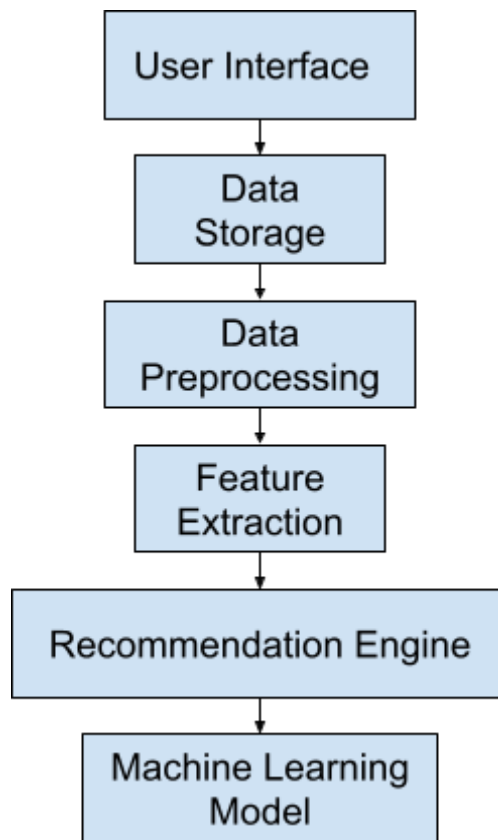 User Interface
Data
Storage
Data
Preprocessing
Feature
Extraction
Recommendation Engine
Machine Learning
Model